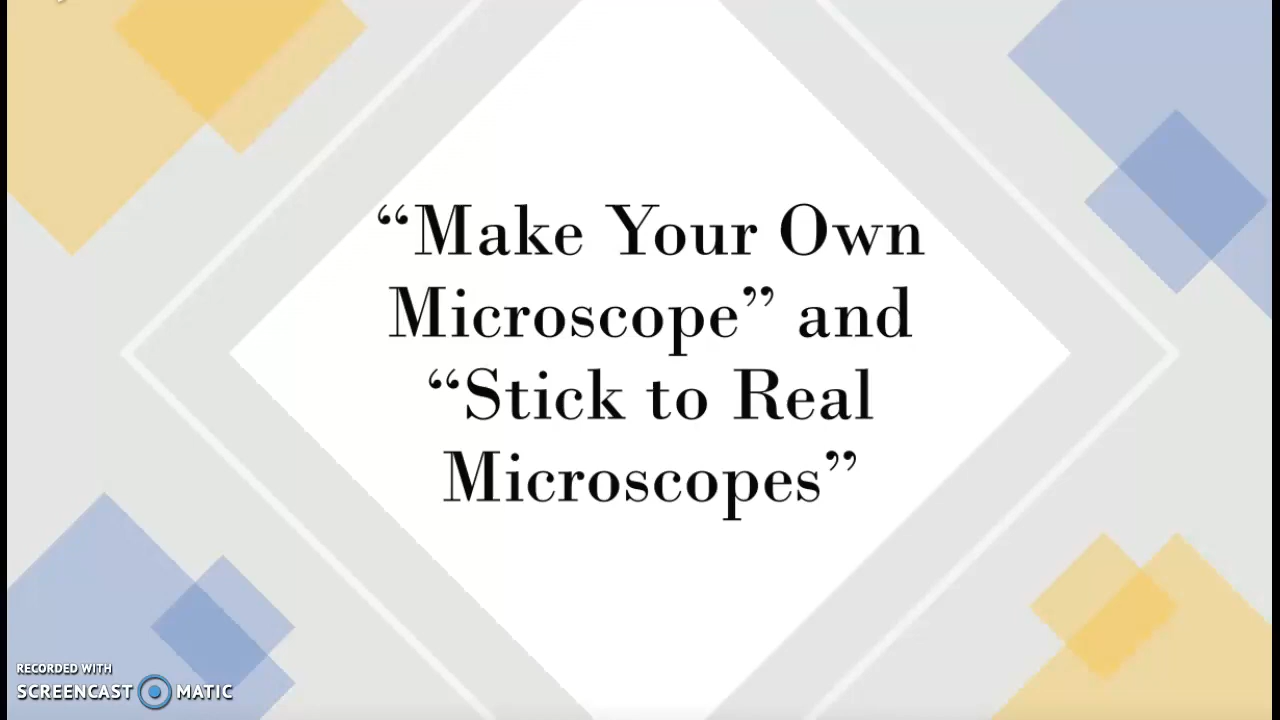 “Make Your Own
Microscope” and
“Stick to Real
Microscopes”
RECORDED WITH
SCREENCAST MATIC